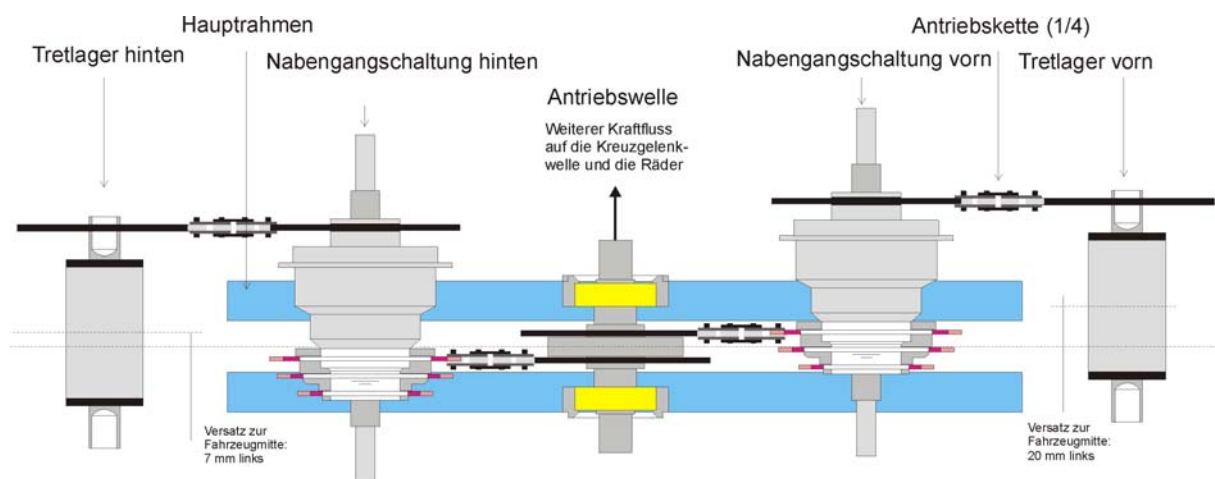 Hauptrahmen
Antriebskette (1/4)
Tretlager hinten
Nabengangschaltung hinten
Nabengangschaltung vorn
Tretlager vorn
Antriebswelle
Weiterer Kraftfluss
auf die Kreuzgelenk-
welle und die Räder
Versatz zur
Fahrzeugmitte:
7 mm links
Versatz zur
Fahrzeugmitte:
20 mm links